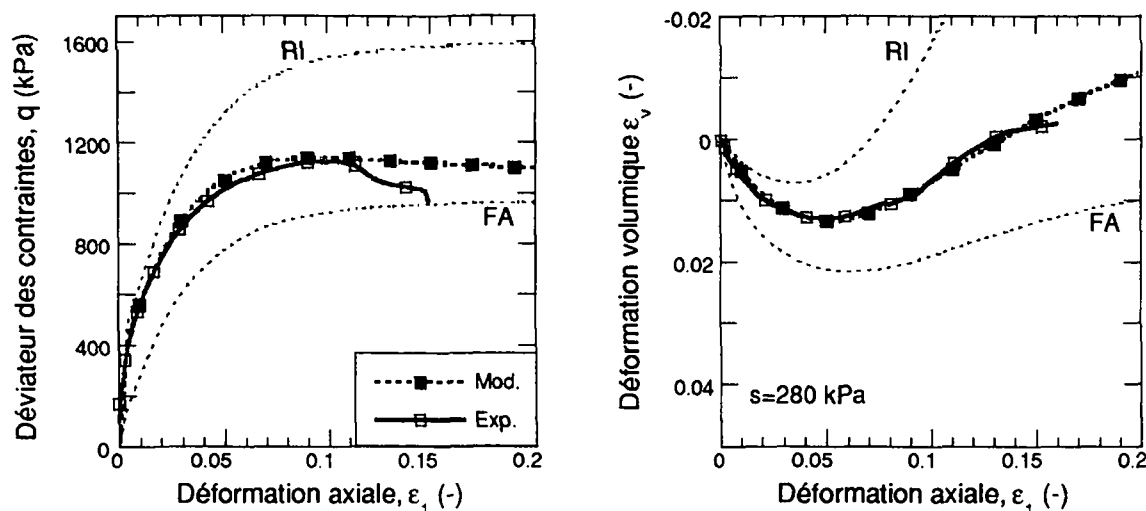 Déviateur des contraintes, q (kPa)
1600
1200
800
400
0
RI
FA
Mod.
Exp.
0
0.05
0.1
0.15
0.2
Déformation axiale, ε₁ (-)
Déformation volumique εᵥ (-)
-0.02
0
0.02
0.04
RI
FA
s=280 kPa
0
0.05
0.1
0.15
0.2
Déformation axiale, ε₁ (-)